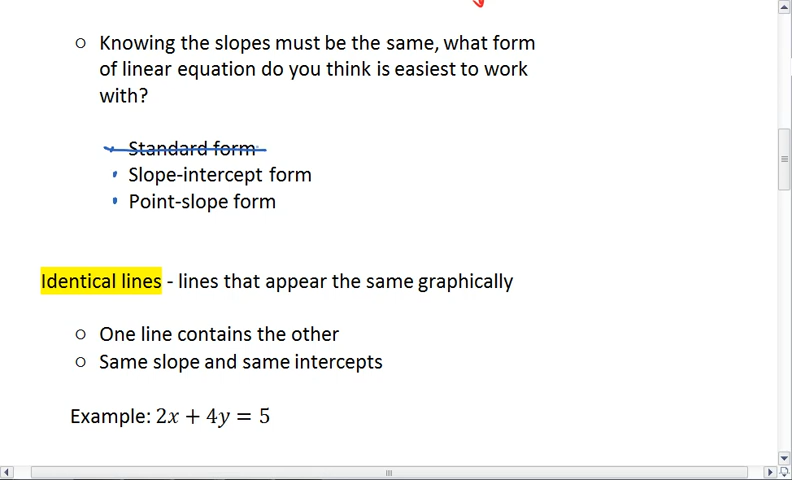 ○ Knowing the slopes must be the same, what form
of linear equation do you think is easiest to work
with?
Standard form
Slope-intercept form
Point-slope form
Identical lines - lines that appear the same graphically
○ One line contains the other
○ Same slope and same intercepts
Example: 2x + 4y = 5